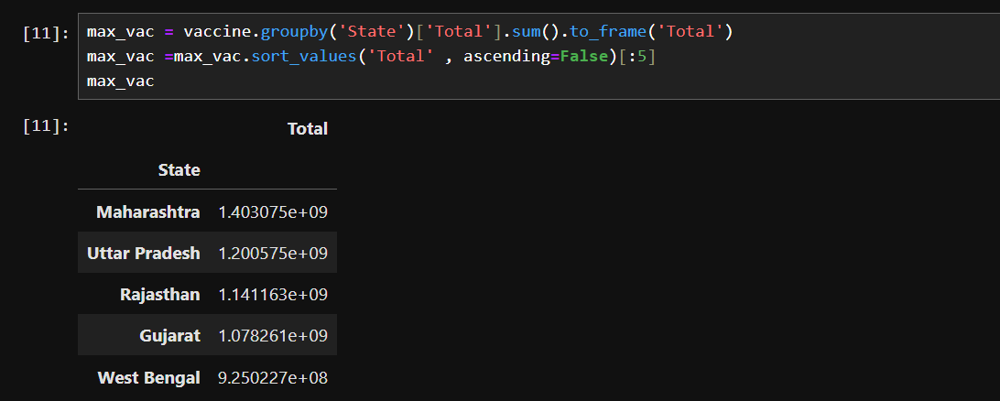 [11]: max_vac = vaccine.groupby('State')['Total'].sum().to_frame('Total')
max_vac =max_vac.sort_values('Total' , ascending=False)[:5]
max_vac
[11]:
Total
State
Maharashtra 1.403075e+09
Uttar Pradesh 1.200575e+09
Rajasthan 1.141163e+09
Gujarat 1.078261e+09
West Bengal 9.250227e+08